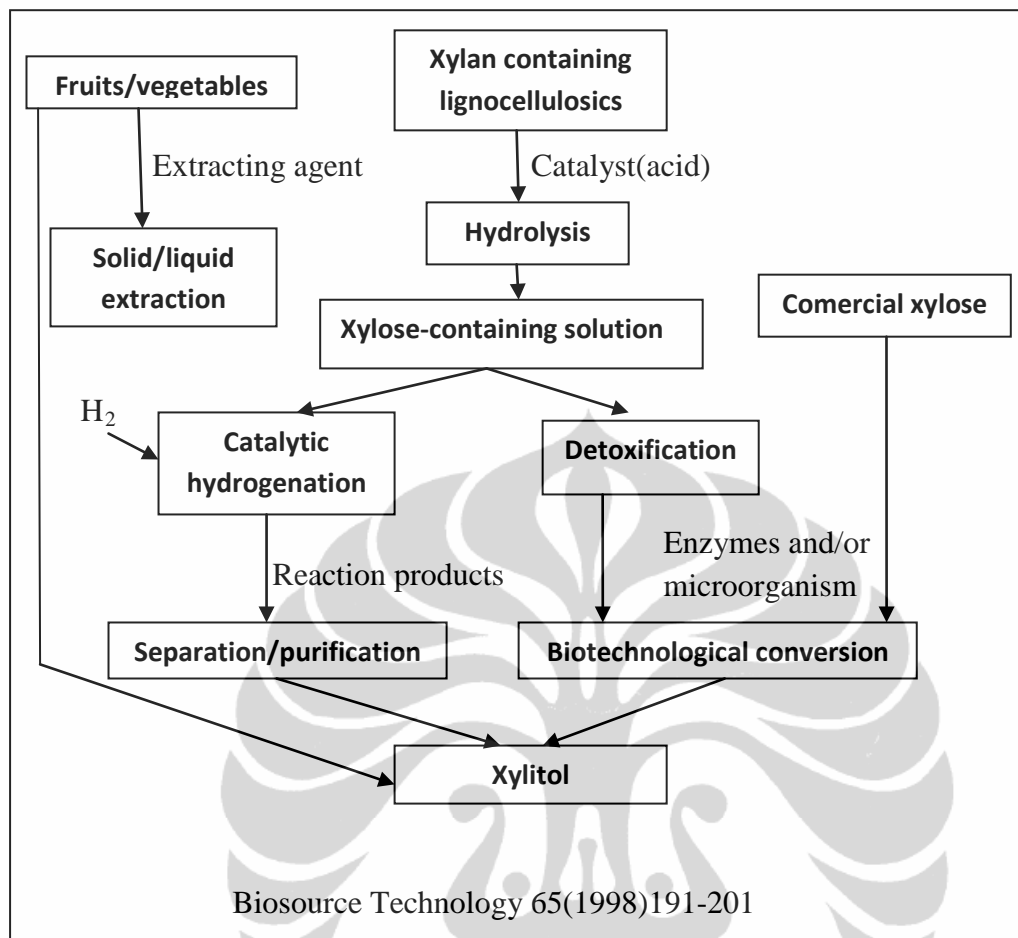 Fruits/vegetables
Xylan containing
lignocellulosics
Extracting agent
Catalyst(acid)
Solid/liquid
extraction
Hydrolysis
Xylose-containing solution
Comercial xylose
H₂
Catalytic
hydrogenation
Detoxification
Reaction products
Enzymes and/or
microorganism
Separation/purification
Biotechnological conversion
Xylitol
Biosource Technology 65(1998)191-201